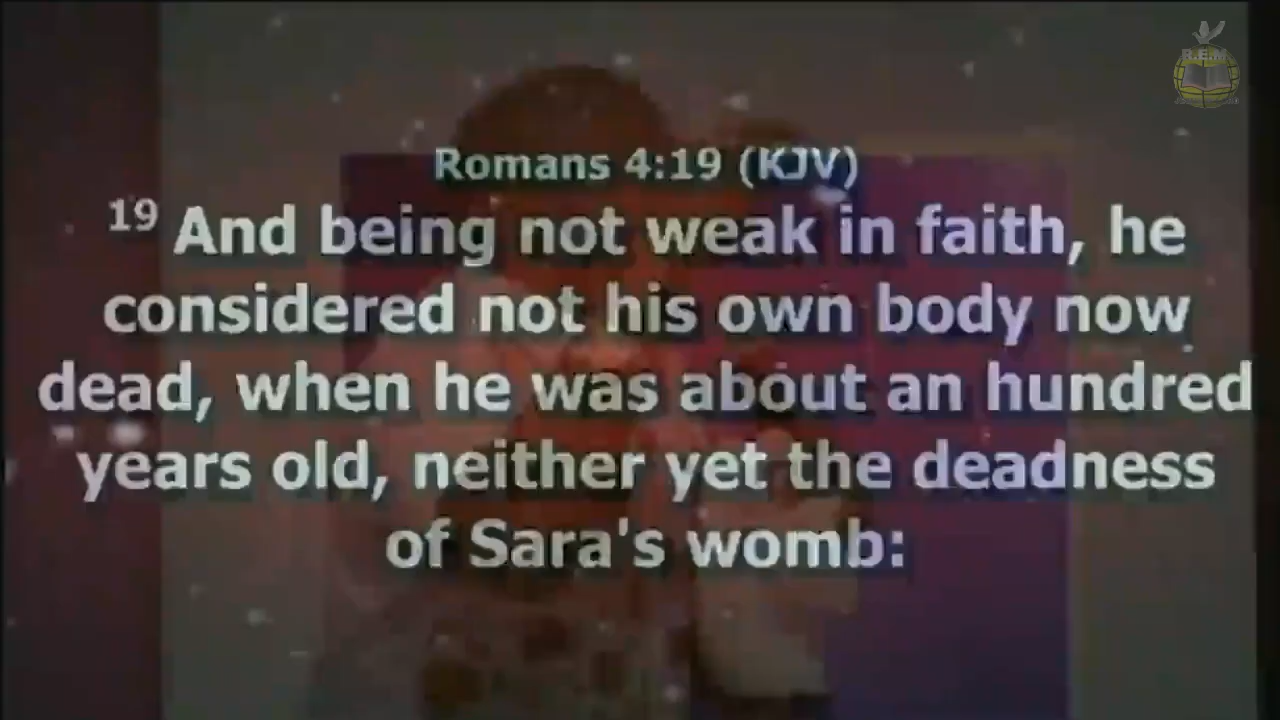 R.E.M
Romans 4:19 (KJV)
19 And being not weak in faith, he
considered not his own body now
dead, when he was about an hundred
years old, neither yet the deadness
of Sara's womb: